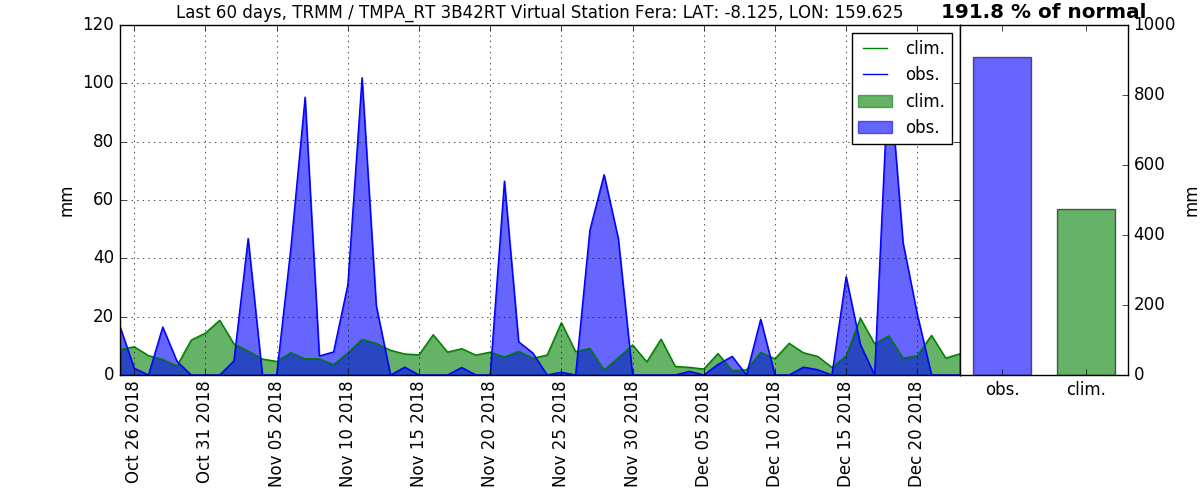 Last 60 days, TRMM / TMPA_RT 3B42RT Virtual Station Fera: LAT: -8.125, LON: 159.625
191.8 % of normal
120
100
80
60
40
20
0
mm
clim.
obs.
clim.
obs.
1000
800
600
400
200
0
mm
obs.
clim.
Oct 26 2018
Oct 31 2018
Nov 05 2018
Nov 10 2018
Nov 15 2018
Nov 20 2018
Nov 25 2018
Nov 30 2018
Dec 05 2018
Dec 10 2018
Dec 15 2018
Dec 20 2018